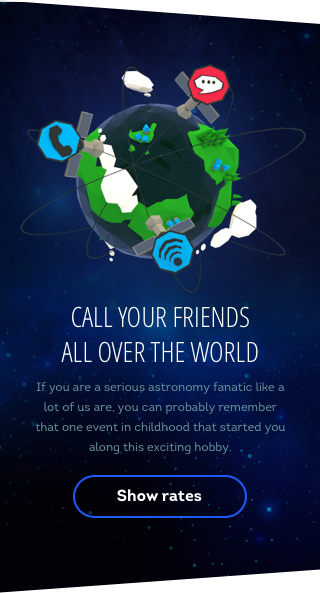 CALL YOUR FRIENDS
ALL OVER THE WORLD
If you are a serious astronomy fanatic like a
lot of us are, you can probably remember
that one event in childhood that started you
along this exciting hobby.
Show rates